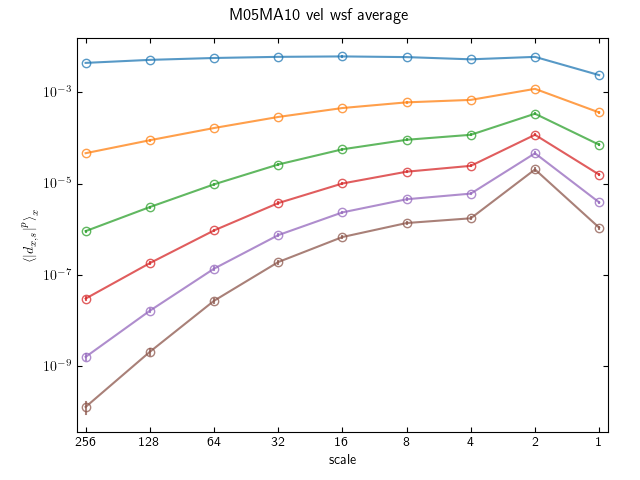 M05MA10 vel wsf average
10⁻³
10⁻⁵
10⁻⁷
10⁻⁹
⟨|d_{x,s}|^p⟩_x
256 128 64 32 16 8 4 2 1
scale